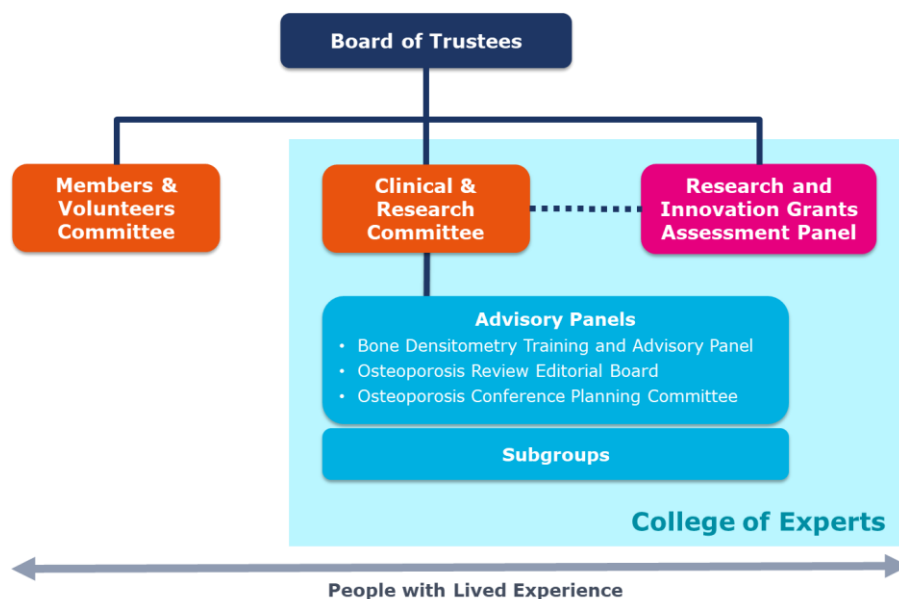 Board of Trustees
Members &
Volunteers
Committee
Clinical &
Research
Committee
Research and
Innovation Grants
Assessment Panel
Advisory Panels
• Bone Densitometry Training and Advisory Panel
• Osteoporosis Review Editorial Board
• Osteoporosis Conference Planning Committee
Subgroups
College of Experts
People with Lived Experience